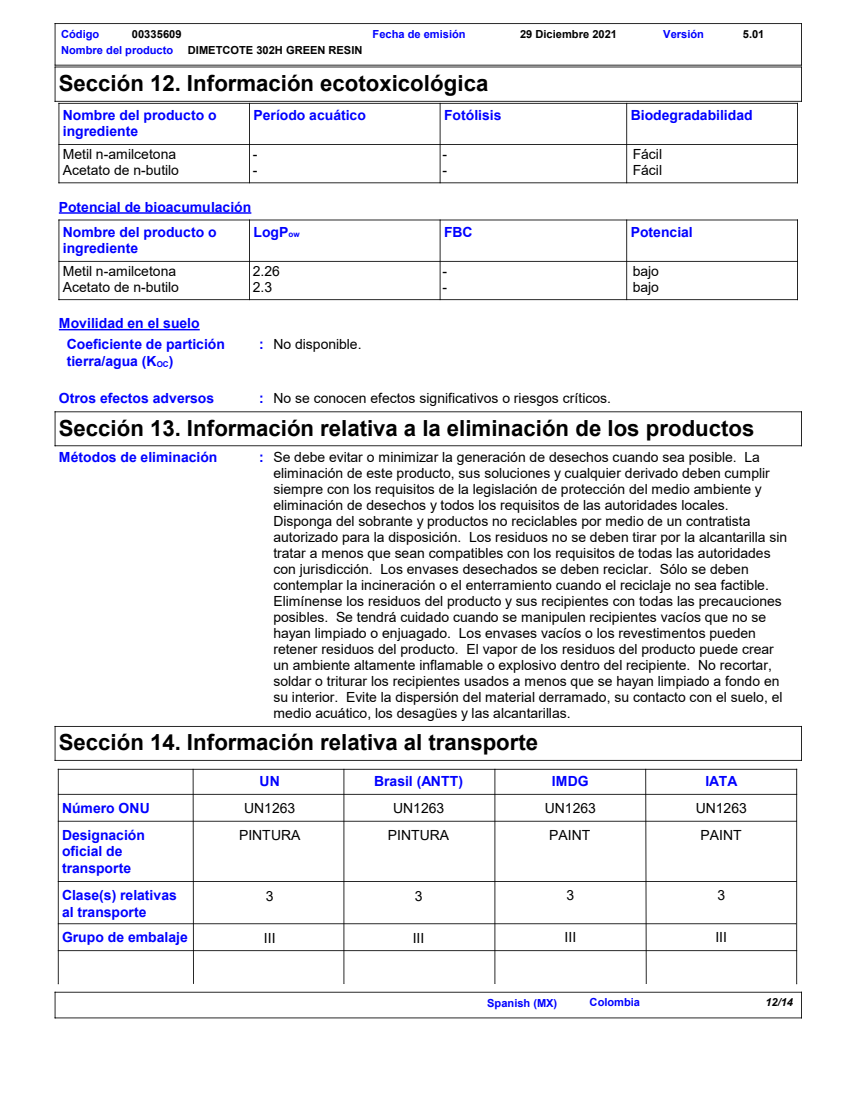 Código 00335609 Fecha de emisión 29 Diciembre 2021 Versión 5.01
Nombre del producto DIMETCOTE 302H GREEN RESIN
Sección 12. Información ecotoxicológica
Nombre del producto o ingrediente Período acuático Fotólisis Biodegradabilidad
Metil n-amilcetona - - Fácil
Acetato de n-butilo - - Fácil
Potencial de bioacumulación
Nombre del producto o ingrediente LogPow FBC Potencial
Metil n-amilcetona 2.26 - bajo
Acetato de n-butilo 2.3 - bajo
Movilidad en el suelo
Coeficiente de partición tierra/agua (KOC) : No disponible.
Otros efectos adversos : No se conocen efectos significativos o riesgos críticos.
Sección 13. Información relativa a la eliminación de los productos
Métodos de eliminación : Se debe evitar o minimizar la generación de desechos cuando sea posible. La
eliminación de este producto, sus soluciones y cualquier derivado deben cumplir
siempre con los requisitos de la legislación de protección del medio ambiente y
eliminación de desechos y todos los requisitos de las autoridades locales.
Disponga del sobrante y productos no reciclables por medio de un contratista
autorizado para la disposición. Los residuos no se deben tirar por la alcantarilla sin
tratar a menos que sean compatibles con los requisitos de todas las autoridades
con jurisdicción. Los envases desechados se deben reciclar. Sólo se deben
contemplar la incineración o el enterramiento cuando el reciclaje no sea factible.
Elimínense los residuos del producto y sus recipientes con todas las precauciones
posibles. Se tendrá cuidado cuando se manipulen recipientes vacíos que no se
hayan limpiado o enjuagado. Los envases vacíos o los revestimentos pueden
retener residuos del producto. El vapor de los residuos del producto puede crear
un ambiente altamente inflamable o explosivo dentro del recipiente. No recortar,
soldar o triturar los recipientes usados a menos que se hayan limpiado a fondo en
su interior. Evite la dispersión del material derramado, su contacto con el suelo, el
medio acuático, los desagües y las alcantarillas.
Sección 14. Información relativa al transporte
UN Brasil (ANTT) IMDG IATA
Número ONU UN1263 UN1263 UN1263 UN1263
Designación oficial de transporte PINTURA PINTURA PAINT PAINT
Clase(s) relativas al transporte 3 3 3 3
Grupo de embalaje III III III III
Spanish (MX) Colombia 12/14